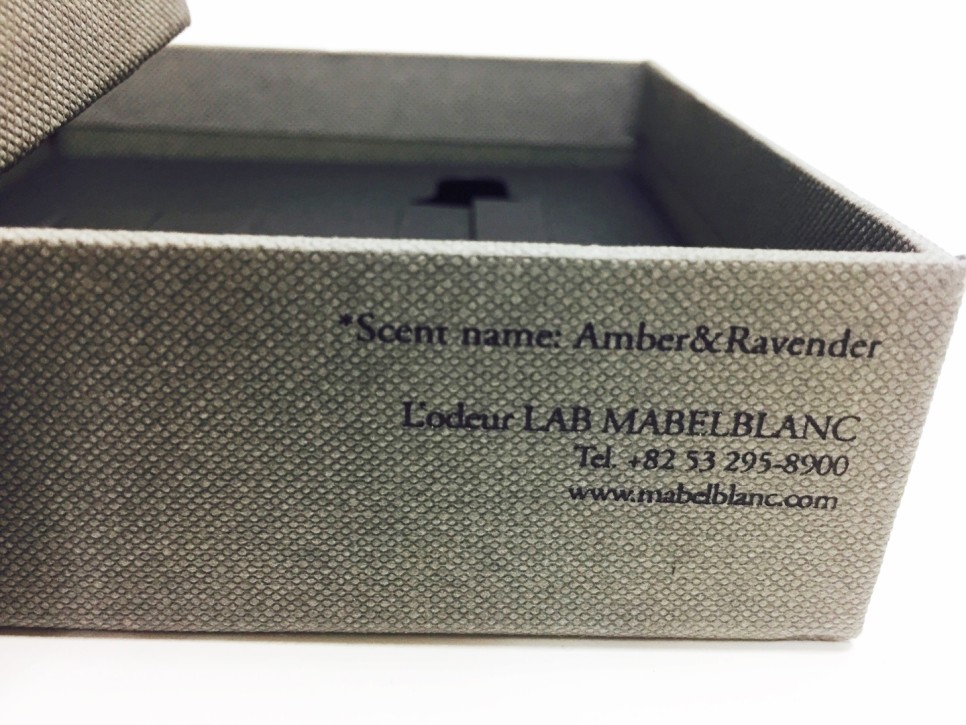 *Scent name: Amber&Ravender
L'odeur LAB MABELBLANC
Tel. +82 53 295-8900
www.mabelblanc.com